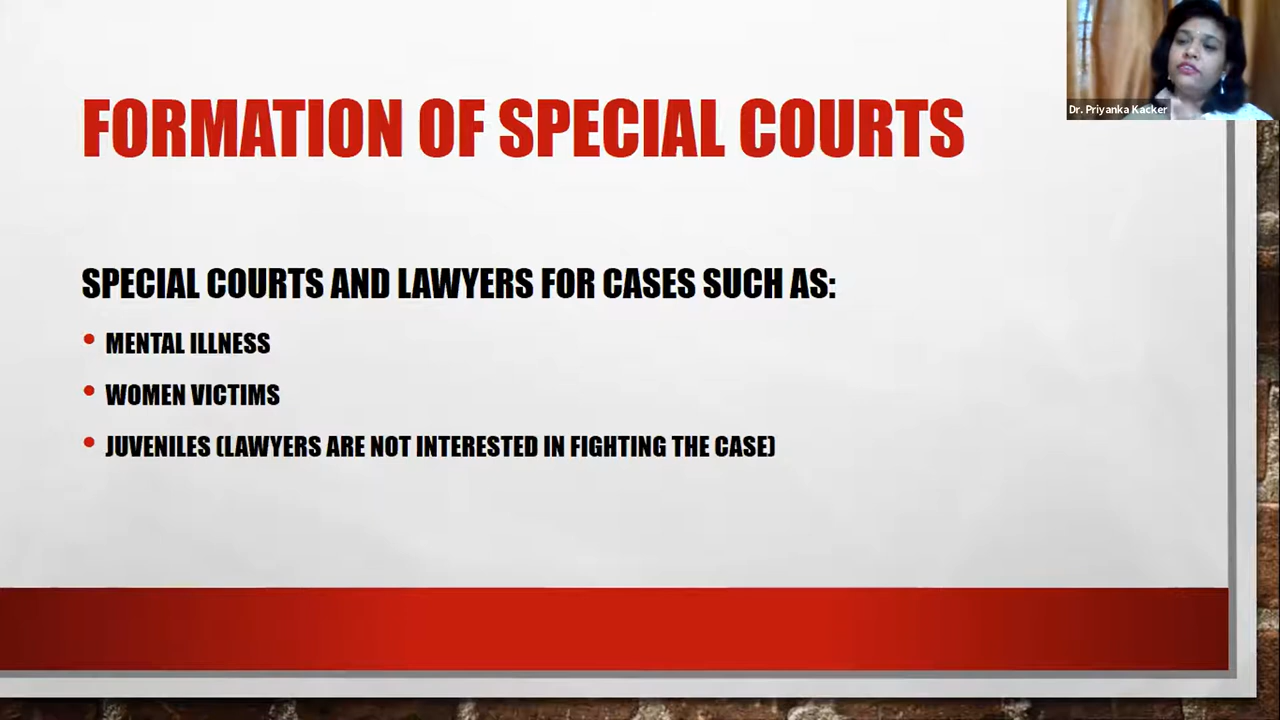 Dr. Priyanka Kacker
FORMATION OF SPECIAL COURTS
SPECIAL COURTS AND LAWYERS FOR CASES SUCH AS:
• MENTAL ILLNESS
• WOMEN VICTIMS
• JUVENILES (LAWYERS ARE NOT INTERESTED IN FIGHTING THE CASE)